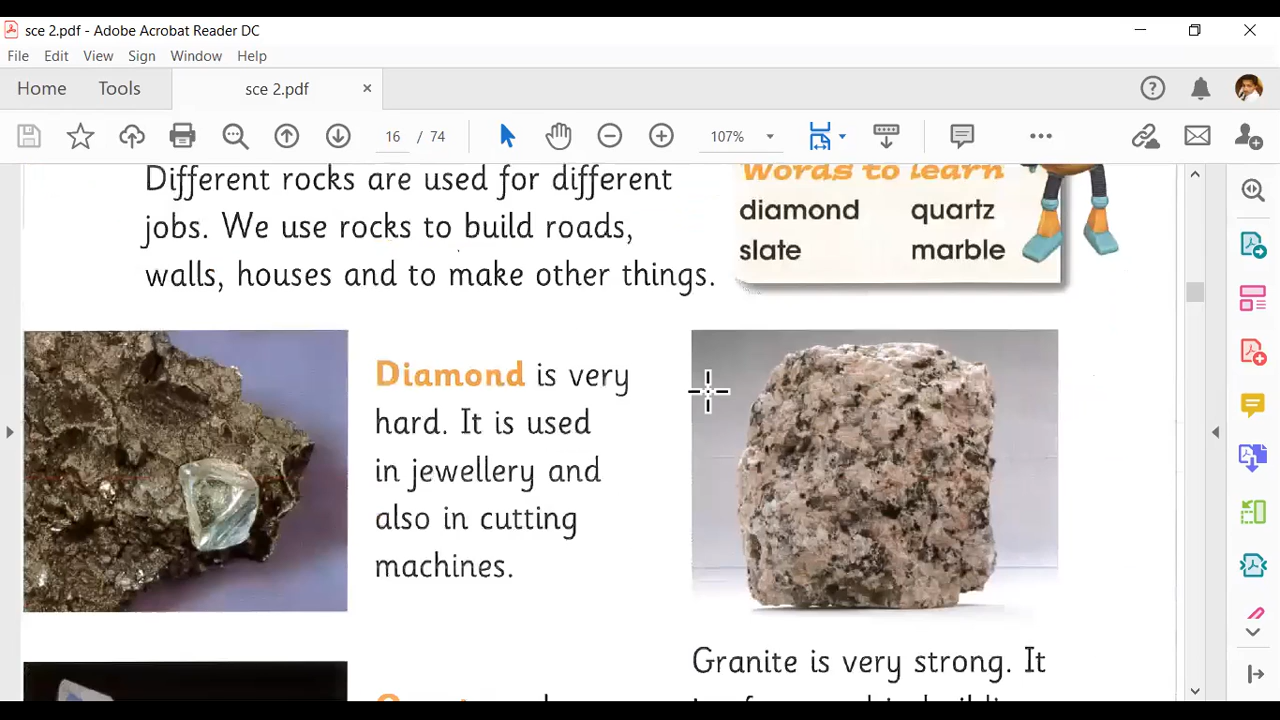 sce 2.pdf - Adobe Acrobat Reader DC
File Edit View Sign Window Help
Home Tools sce 2.pdf
16 / 74 107%
Different rocks are used for different
jobs. We use rocks to build roads,
walls, houses and to make other things.
Words to learn
diamond quartz
slate marble
Diamond is very
hard. It is used
in jewellery and
also in cutting
machines.
Granite is very strong. It